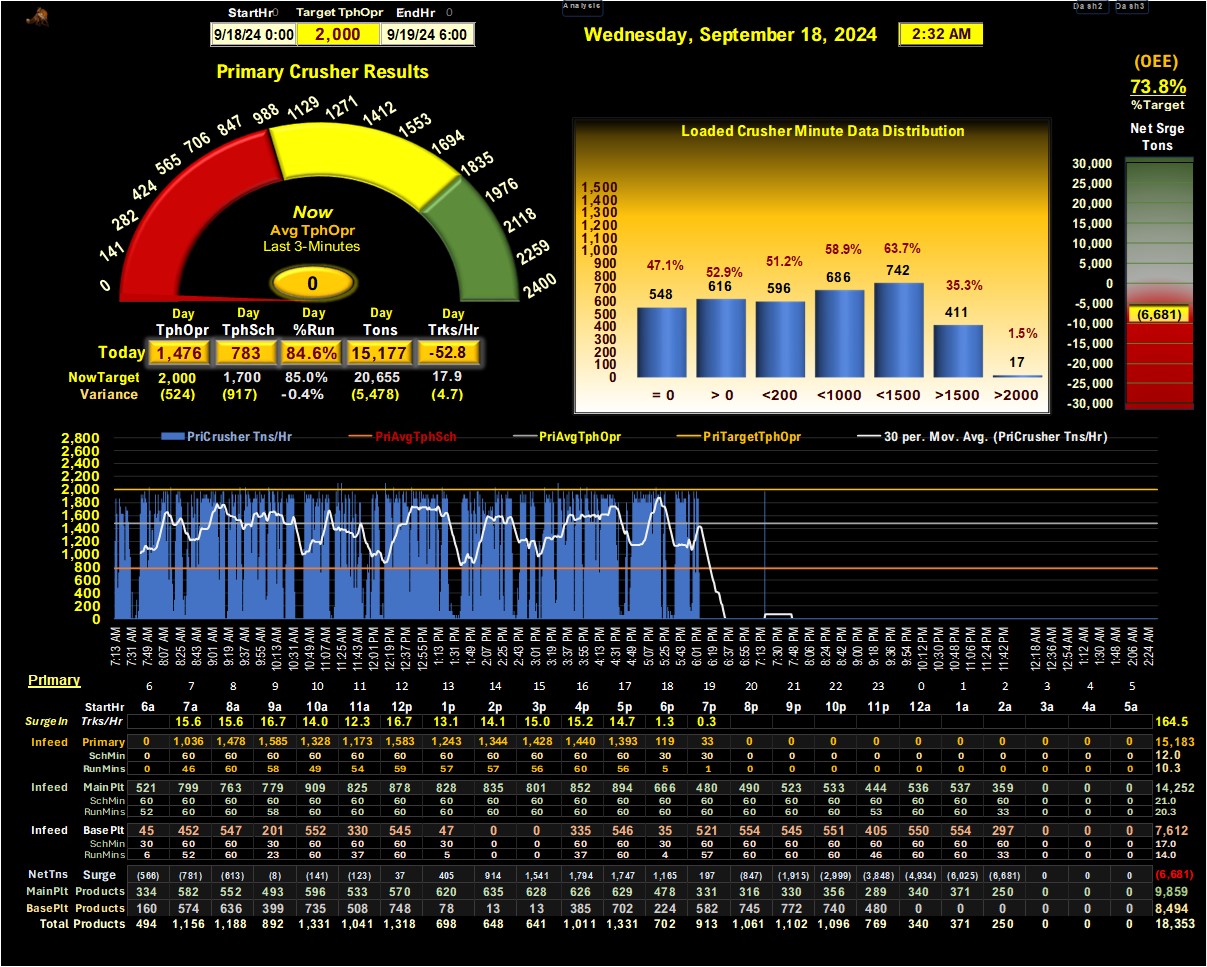 Analysis
Dash2 Dash3
StartHr 0 Target TphOpr EndHr 0
9/18/24 0:00 2,000 9/19/24 6:00
Wednesday, September 18, 2024 2:32 AM
Primary Crusher Results
(OEE)
73.8%
%Target
Net Srge
Tons
0 141 282 424 565 706 847 988 1129 1271 1412 1553 1694 1835 1976 2118 2259 2400
Now
Avg TphOpr
Last 3-Minutes
0
Day Day Day Day Day
TphOpr TphSch %Run Tons Trks/Hr
Today 1,476 783 84.6% 15,177 -52.8
NowTarget 2,000 1,700 85.0% 20,655 17.9
Variance (524) (917) -0.4% (5,478) (4.7)
Loaded Crusher Minute Data Distribution
1,500
1,400
1,300
1,200
1,100
1,000
900
800
700
600
500
400
300
200
100
0
47.1% 52.9% 51.2% 58.9% 63.7% 35.3% 1.5%
548 616 596 686 742 411 17
= 0 > 0 <200 <1000 <1500 >1500 >2000
30,000
25,000
20,000
15,000
10,000
5,000
0
-5,000
(6,681)
-10,000
-15,000
-20,000
-25,000
-30,000
PriCrusher Tns/Hr PriAvgTphSch PriAvgTphOpr PriTargetTphOpr 30 per. Mov. Avg. (PriCrusher Tns/Hr)
2,800
2,600
2,400
2,200
2,000
1,800
1,600
1,400
1,200
1,000
800
600
400
200
0
7:13 AM 7:31 AM 7:49 AM 8:07 AM 8:25 AM 8:43 AM 9:01 AM 9:19 AM 9:37 AM 9:55 AM 10:13 AM 10:31 AM 10:49 AM 11:07 AM 11:25 AM 11:43 AM 12:01 PM 12:19 PM 12:37 PM 12:55 PM 1:13 PM 1:31 PM 1:49 PM 2:07 PM 2:25 PM 2:43 PM 3:01 PM 3:19 PM 3:37 PM 3:55 PM 4:13 PM 4:31 PM 4:49 PM 5:07 PM 5:25 PM 5:43 PM 6:01 PM 6:19 PM 6:37 PM 6:55 PM 7:13 PM 7:30 PM 7:48 PM 8:06 PM 8:24 PM 8:42 PM 9:00 PM 9:18 PM 9:36 PM 9:54 PM 10:12 PM 10:30 PM 10:48 PM 11:06 PM 11:24 PM 11:42 PM 12:18 AM 12:36 AM 12:54 AM 1:12 AM 1:30 AM 1:48 AM 2:06 AM 2:24 AM
Primary
6 7 8 9 10 11 12 13 14 15 16 17 18 19 20 21 22 23 0 1 2 3 4 5
StartHr 6a 7a 8a 9a 10a 11a 12a 1p 2p 3p 4p 5p 6p 7p 8p 9p 10p 11p 12a 1a 2a 3a 4a 5a
SurgeIn Trks/Hr 15.6 15.6 16.7 14.0 12.3 16.7 13.1 14.1 15.0 15.2 14.7 1.3 0.3 164.5
Infeed Primary 0 1,036 1,478 1,585 1,328 1,173 1,583 1,243 1,344 1,428 1,440 1,393 119 33 0 0 0 0 0 0 0 0 0 0 15,183
SchMin 0 60 60 60 60 60 60 60 60 60 60 60 30 30 0 0 0 0 0 0 0 0 0 0 12.0
RunMins 0 46 60 58 49 54 59 57 57 56 60 56 5 1 0 0 0 0 0 0 0 0 0 0 10.3
Infeed MainPlt 521 799 763 779 909 825 878 828 835 801 852 894 666 480 490 523 533 444 536 537 359 0 0 0 14,252
SchMin 60 60 60 60 60 60 60 60 60 60 60 60 60 60 60 60 60 60 60 60 60 0 0 0 21.0
RunMins 52 60 60 58 60 60 60 60 60 60 60 60 60 60 60 60 60 53 60 60 33 0 0 0 20.3
Infeed BasePlt 45 452 547 201 552 330 545 47 0 0 335 546 35 521 554 545 551 405 550 554 297 0 0 0 7,612
SchMin 30 60 60 30 60 60 60 30 0 0 60 60 30 60 60 60 60 60 60 60 60 0 0 0 17.0
RunMins 6 52 60 23 60 37 60 5 0 0 37 60 4 57 60 60 60 46 60 60 33 0 0 0 14.0
NetTns Surge (566) (781) (613) (8) (141) (123) 37 405 914 1,541 1,794 1,747 1,165 197 (847) (1,915) (2,999) (3,848) (4,934) (6,025) (6,681) 0 0 0 (6,681)
MainPlt Products 334 582 552 493 596 533 570 620 635 628 626 629 478 331 316 330 356 289 340 371 250 0 0 0 9,859
BasePlt Products 160 574 636 399 735 508 748 78 13 13 385 702 224 582 745 772 740 480 0 0 0 0 0 0 8,494
Total Products 494 1,156 1,188 892 1,331 1,041 1,318 698 648 641 1,011 1,331 702 913 1,061 1,102 1,096 769 340 371 250 0 0 0 18,353